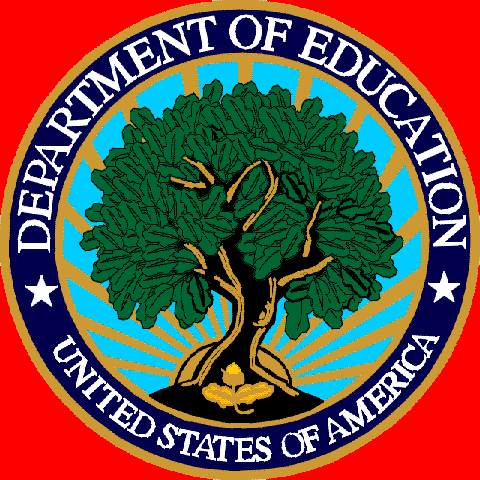 DEPARTMENT OF EDUCATION
UNITED STATES OF AMERICA